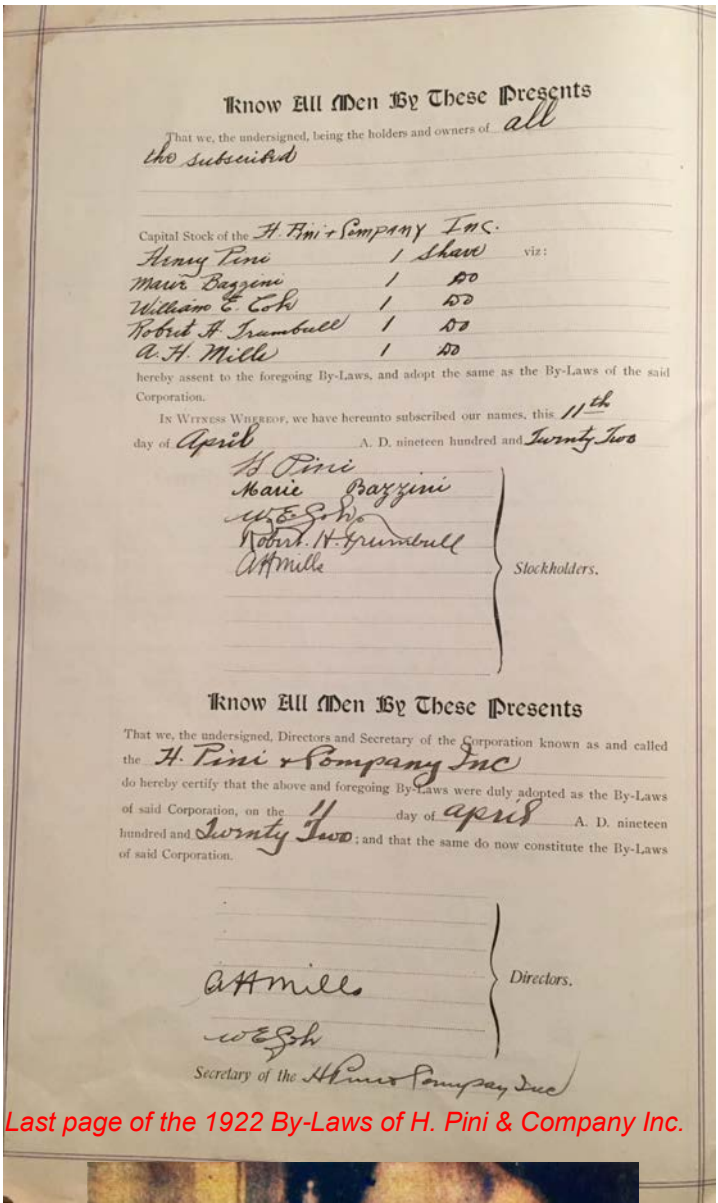 Know All Men By These Presents
That we, the undersigned, being the holders and owners of all
the subscribed
Capital Stock of the H. Pini & Company Inc.
Henry Pini 1 Share viz:
Marie Bazzini 1 Do
William E. 1 Do
Robert H. Trumbull 1 Do
A. H. Mills 1 Do
hereby assent to the foregoing By-Laws, and adopt the same as the By-Laws of the said
Corporation.
In Witness Whereof, we have hereunto subscribed our names, this 11th
day of April A. D. nineteen hundred and Twenty Two
H Pini
Marie Bazzini
W E
Robert. H. Trumbull
A H Mills
Stockholders.
Know All Men By These Presents
That we, the undersigned, Directors and Secretary of the Corporation known as and called
the H. Pini & Company Inc
do hereby certify that the above and foregoing By-Laws were duly adopted as the By-Laws
of said Corporation, on the 11 day of April A. D. nineteen
hundred and Twenty Two; and that the same do now constitute the By-Laws
of said Corporation.
A H Mills
Directors.
W E
Secretary of the H Pini & Compay Inc
Last page of the 1922 By-Laws of H. Pini & Company Inc.